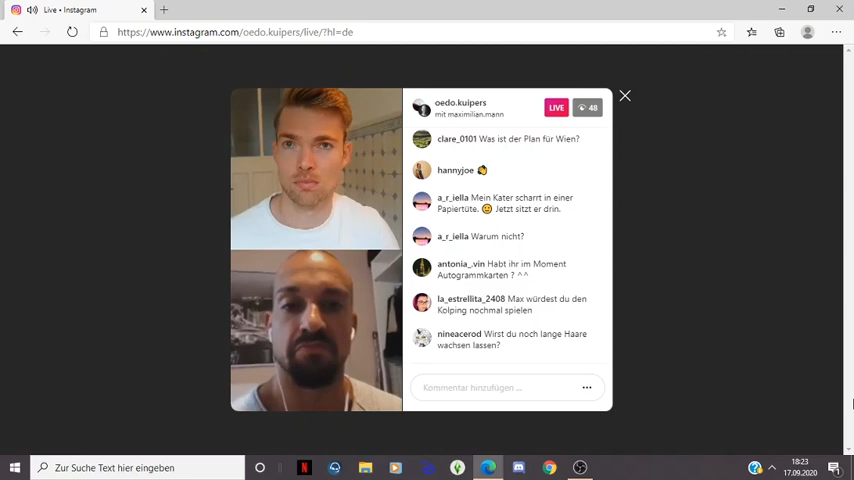 Live • Instagram
https://www.instagram.com/oedo.kuipers/live/?hl=de
oedo.kuipers
mit maximilian.mann
LIVE
48
clare_0101 Was ist der Plan für Wien?
hannyjoe
a_r_iella Mein Kater scharrt in einer
Papiertüte. Jetzt sitzt er drin.
a_r_iella Warum nicht?
antonia_.vin Habt ihr im Moment
Autogrammkarten ? ^^
la_estrellita_2408 Max würdest du den
Kolping nochmal spielen
nineacerod Wirst du noch lange Haare
wachsen lassen?
Kommentar hinzufügen ...
Zur Suche Text hier eingeben
18:23
17.09.2020